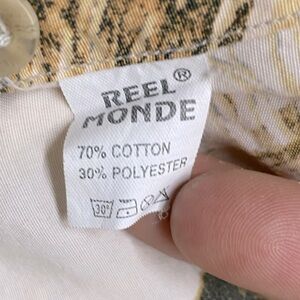 REEL®
MONDE
70% COTTON
30% POLYESTER
30°